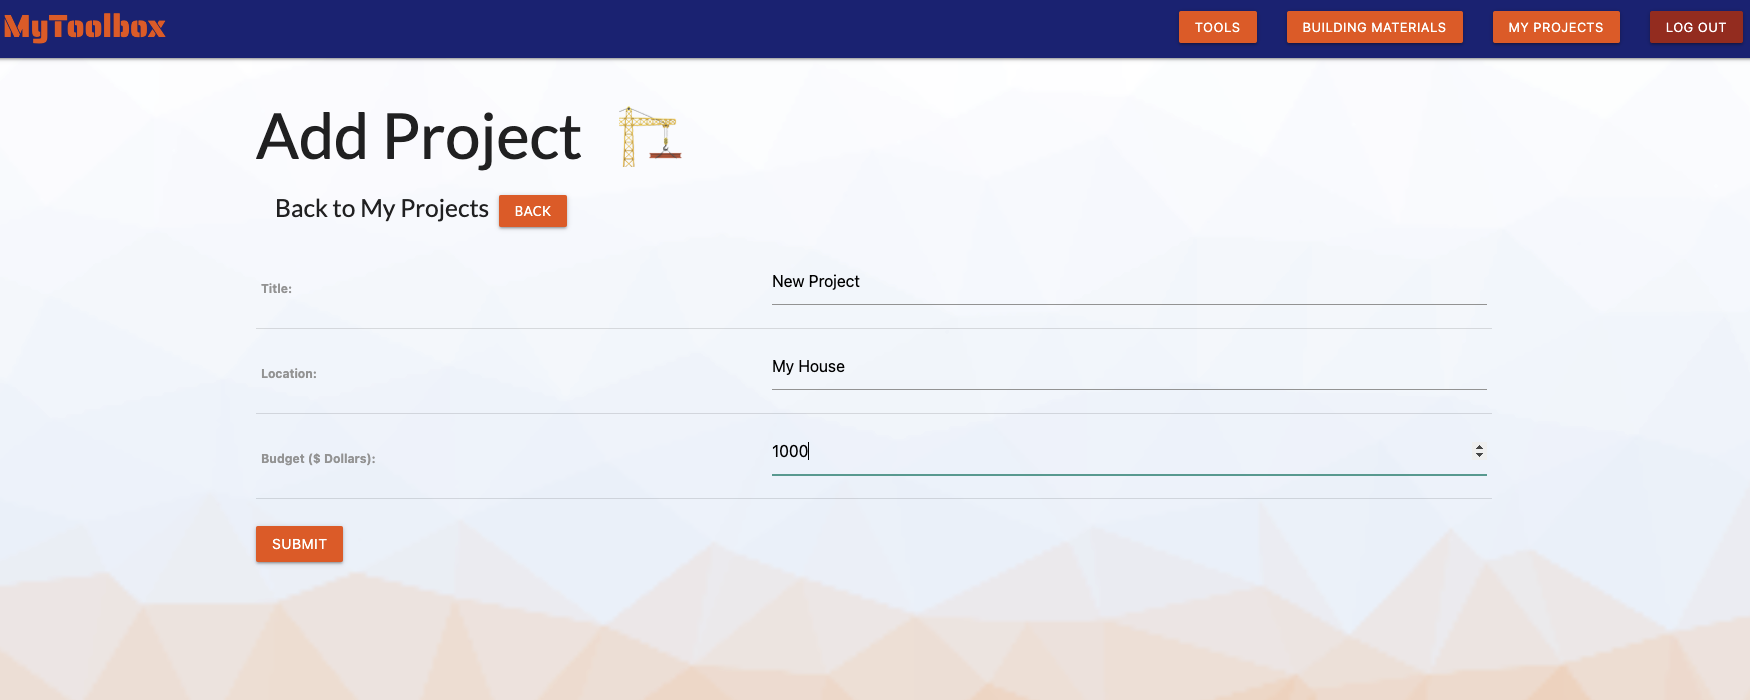 MyToolbox TOOLS BUILDING MATERIALS MY PROJECTS LOG OUT
Add Project
Back to My Projects BACK
Title: New Project
Location: My House
Budget ($ Dollars): 1000
SUBMIT